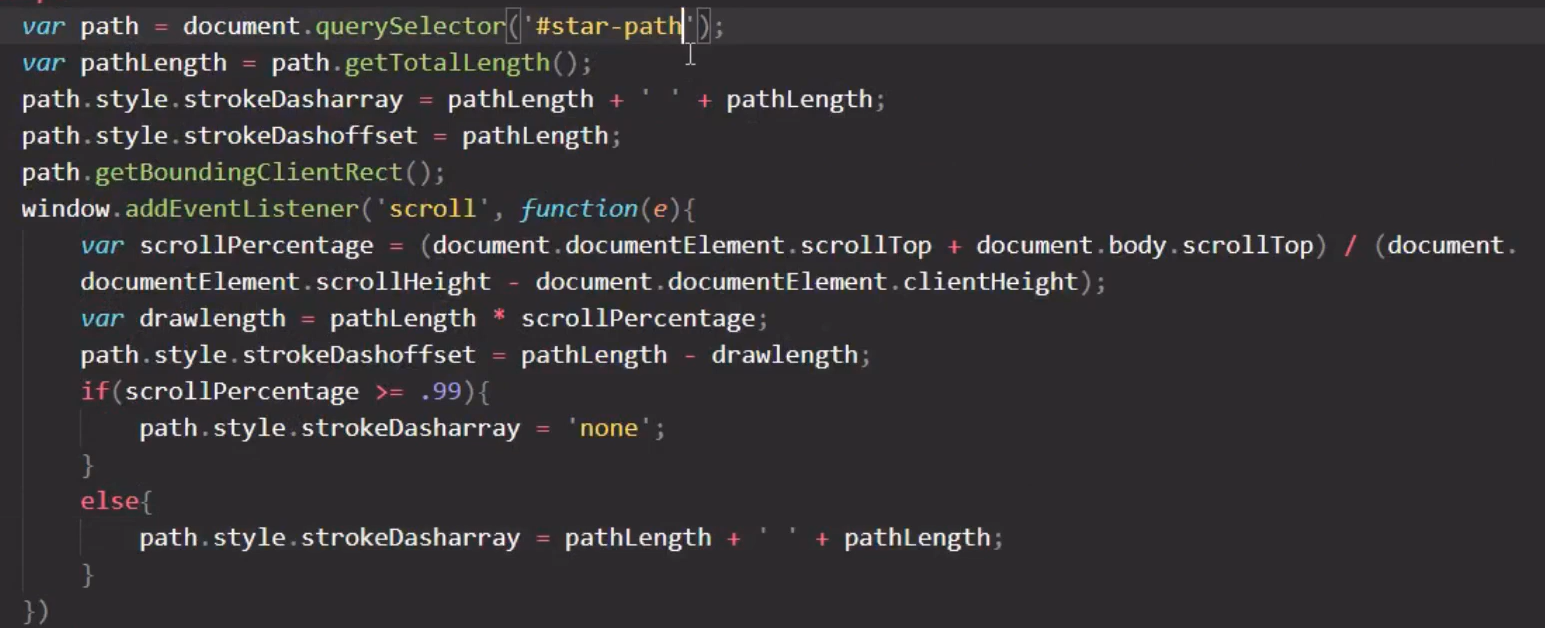 var path = document.querySelector('#star-path');
var pathLength = path.getTotalLength();
path.style.strokeDasharray = pathLength + ' ' + pathLength;
path.style.strokeDashoffset = pathLength;
path.getBoundingClientRect();
window.addEventListener('scroll', function(e){
    var scrollPercentage = (document.documentElement.scrollTop + document.body.scrollTop) / (document.
    documentElement.scrollHeight - document.documentElement.clientHeight);
    var drawlength = pathLength * scrollPercentage;
    path.style.strokeDashoffset = pathLength - drawlength;
    if(scrollPercentage >= .99){
        path.style.strokeDasharray = 'none';
    }
    else{
        path.style.strokeDasharray = pathLength + ' ' + pathLength;
    }
})